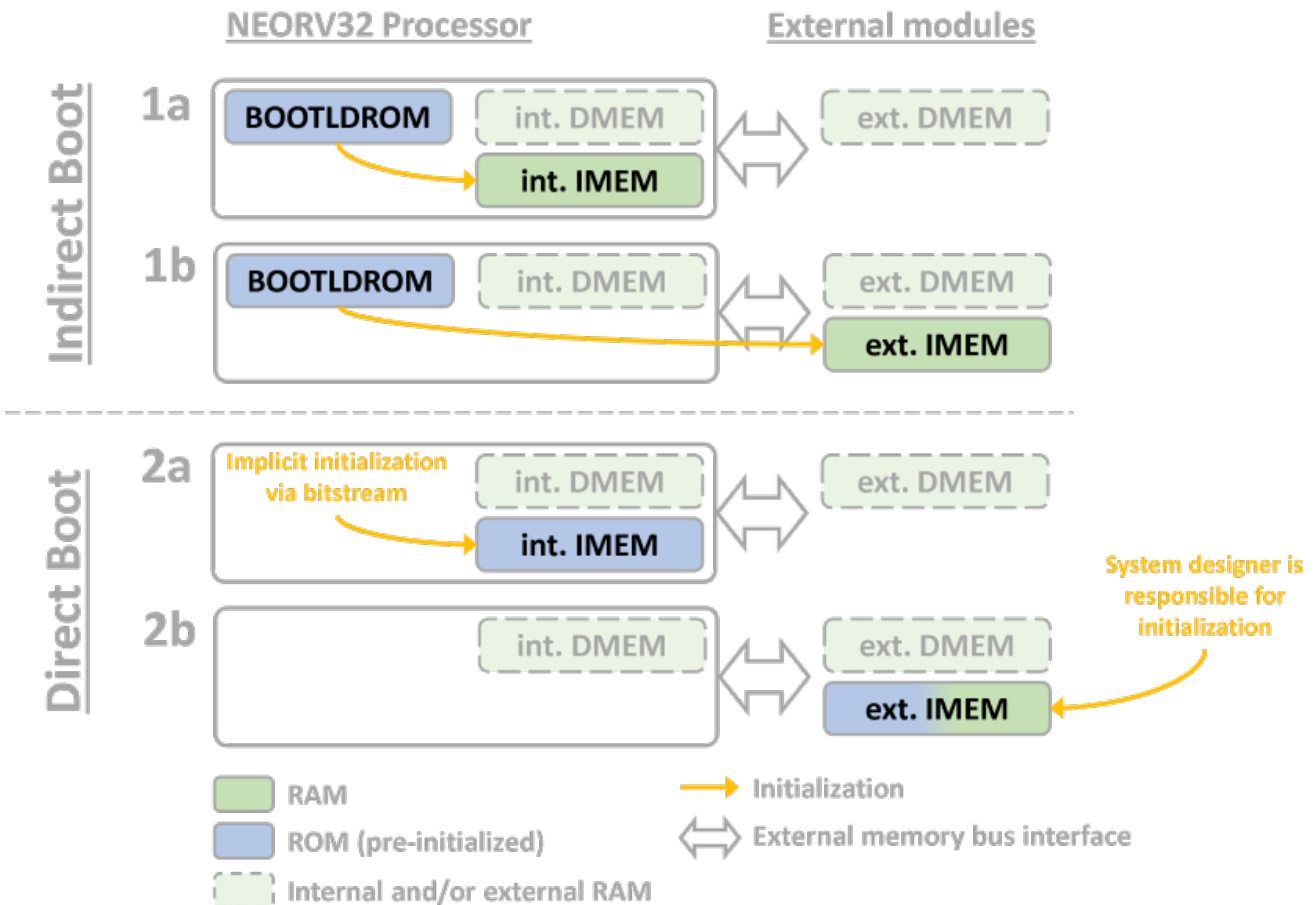 NEORV32 Processor
External modules
Indirect Boot
1a
BOOTLDROM
int. DMEM
ext. DMEM
int. IMEM
1b
BOOTLDROM
int. DMEM
ext. DMEM
ext. IMEM
Direct Boot
2a
Implicit initialization
via bitstream
int. DMEM
ext. DMEM
int. IMEM
System designer is
responsible for
initialization
2b
int. DMEM
ext. DMEM
ext. IMEM
RAM
Initialization
ROM (pre-initialized)
External memory bus interface
Internal and/or external RAM